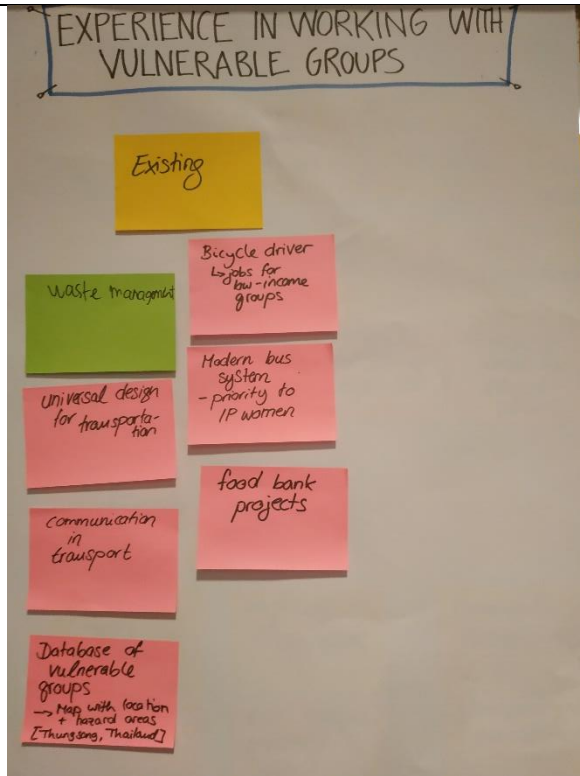 EXPERIENCE IN WORKING WITH
VULNERABLE GROUPS
Existing
waste management
universal design
for transporta-
tion
communication
in
transport
Database of
vulnerable
groups
→ Map with location
+ hazard areas
[Thungsong, Thailand]
Bicycle driver
↳ jobs for
low-income
groups
Modern bus
system
- priority to
IP women
food bank
projects